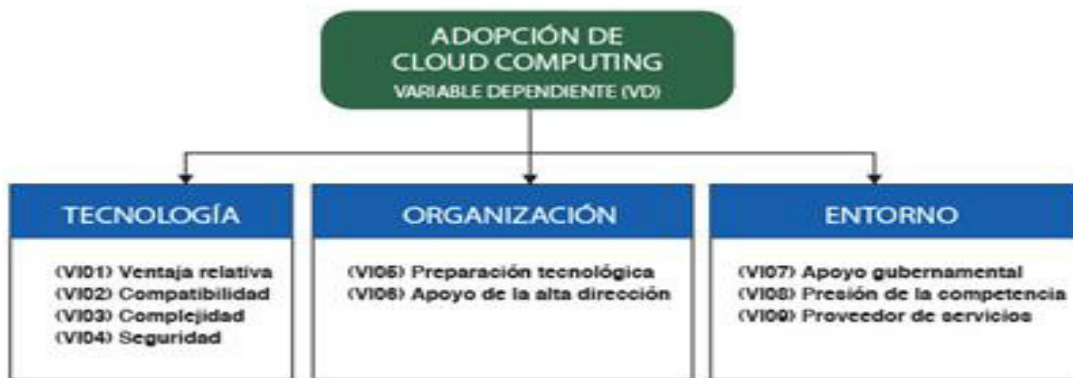 ADOPCIÓN DE
CLOUD COMPUTING
VARIABLE DEPENDIENTE (VD)
TECNOLOGÍA
(VI01) Ventaja relativa
(VI02) Compatibilidad
(VI03) Complejidad
(VI04) Seguridad
ORGANIZACIÓN
(VI05) Preparación tecnológica
(VI06) Apoyo de la alta dirección
ENTORNO
(VI07) Apoyo gubernamental
(VI08) Presión de la competencia
(VI09) Proveedor de servicios